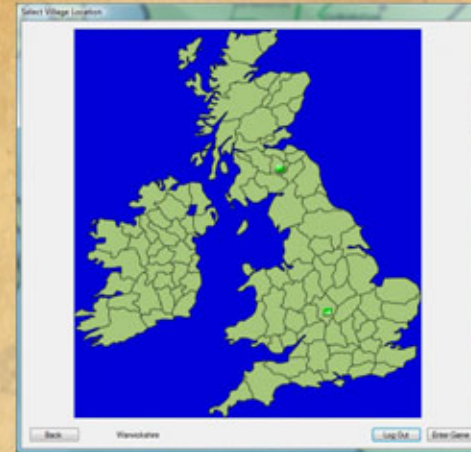 Select Village Location
Back
Warwickshire
Log Out
Enter Game